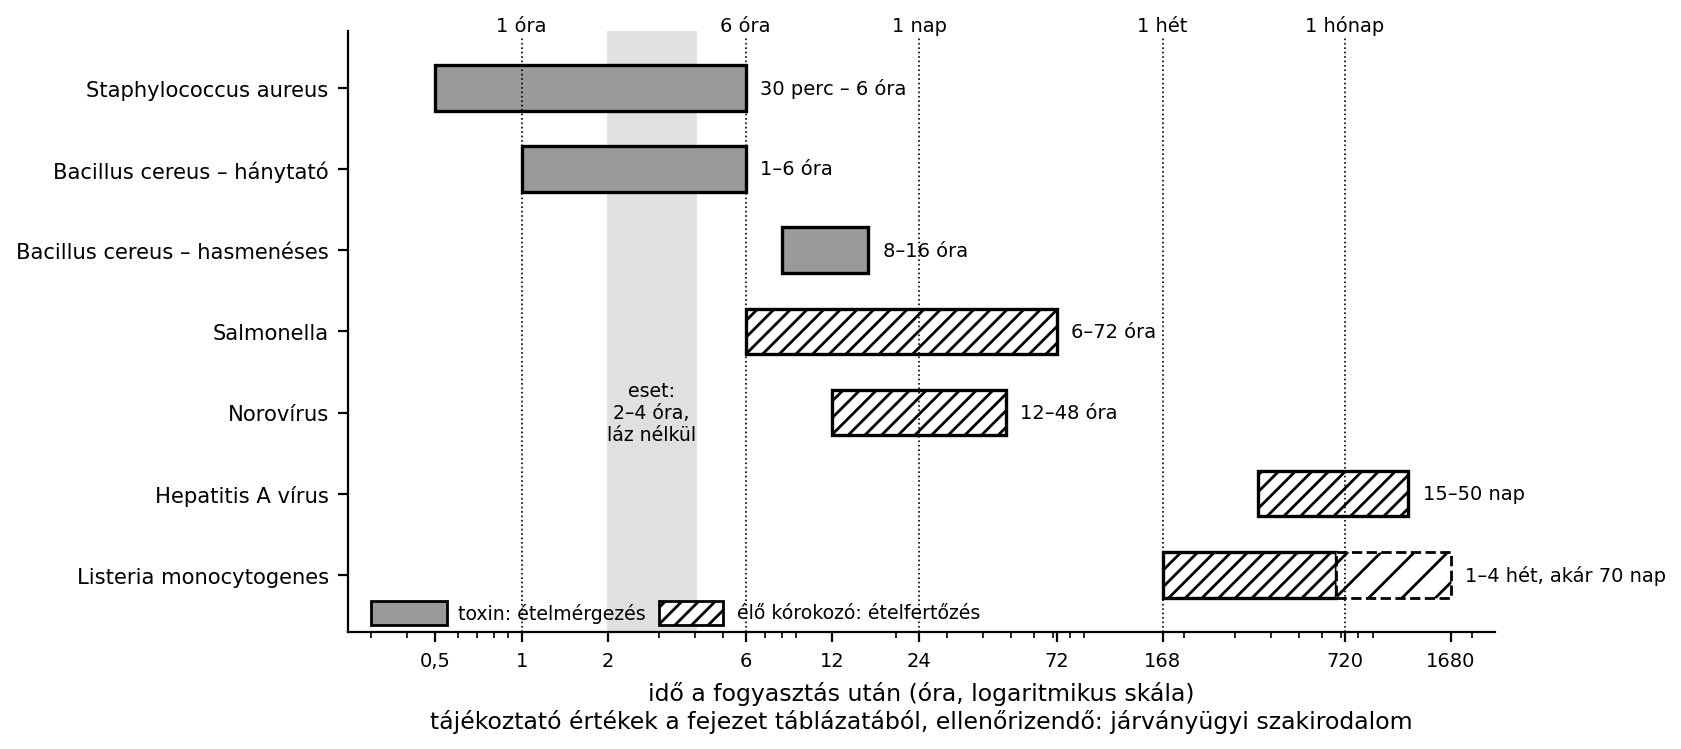 1 óra
6 óra
1 nap
1 hét
1 hónap
Staphylococcus aureus
30 perc – 6 óra
Bacillus cereus – hánytató
1–6 óra
Bacillus cereus – hasmenéses
8–16 óra
Salmonella
6–72 óra
eset:
2–4 óra,
láz nélkül
Norovírus
12–48 óra
Hepatitis A vírus
15–50 nap
Listeria monocytogenes
1–4 hét, akár 70 nap
toxin: ételmérgezés
élő kórokozó: ételfertőzés
0,5
1
2
6
12
24
72
168
720
1680
idő a fogyasztás után (óra, logaritmikus skála)
tájékoztató értékek a fejezet táblázatából, ellenőrizendő: járványügyi szakirodalom